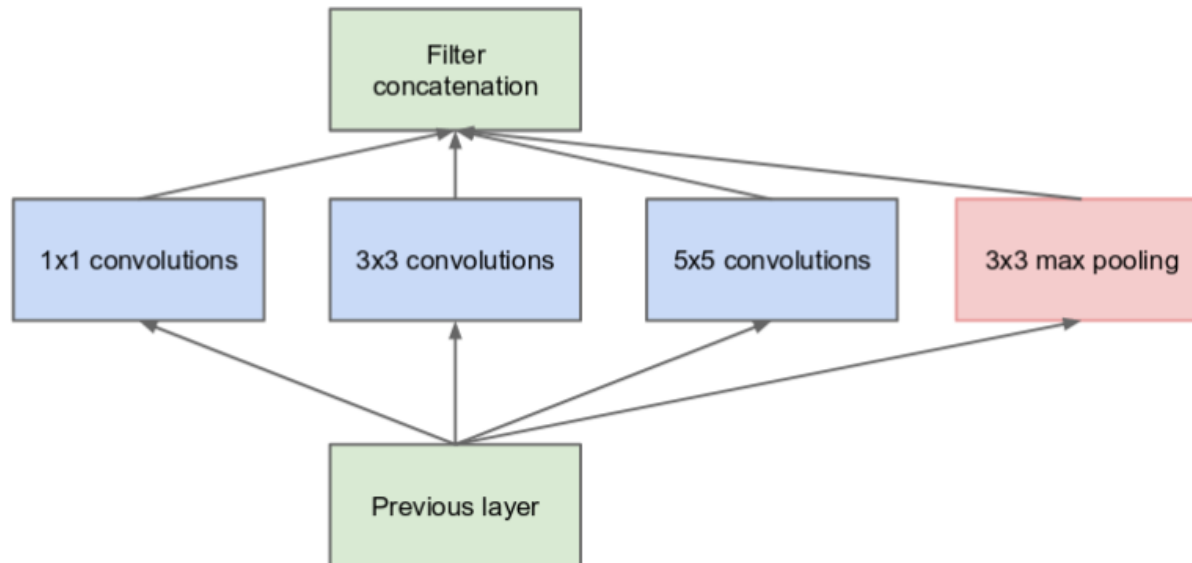 Filter
concatenation
1x1 convolutions
3x3 convolutions
5x5 convolutions
3x3 max pooling
Previous layer